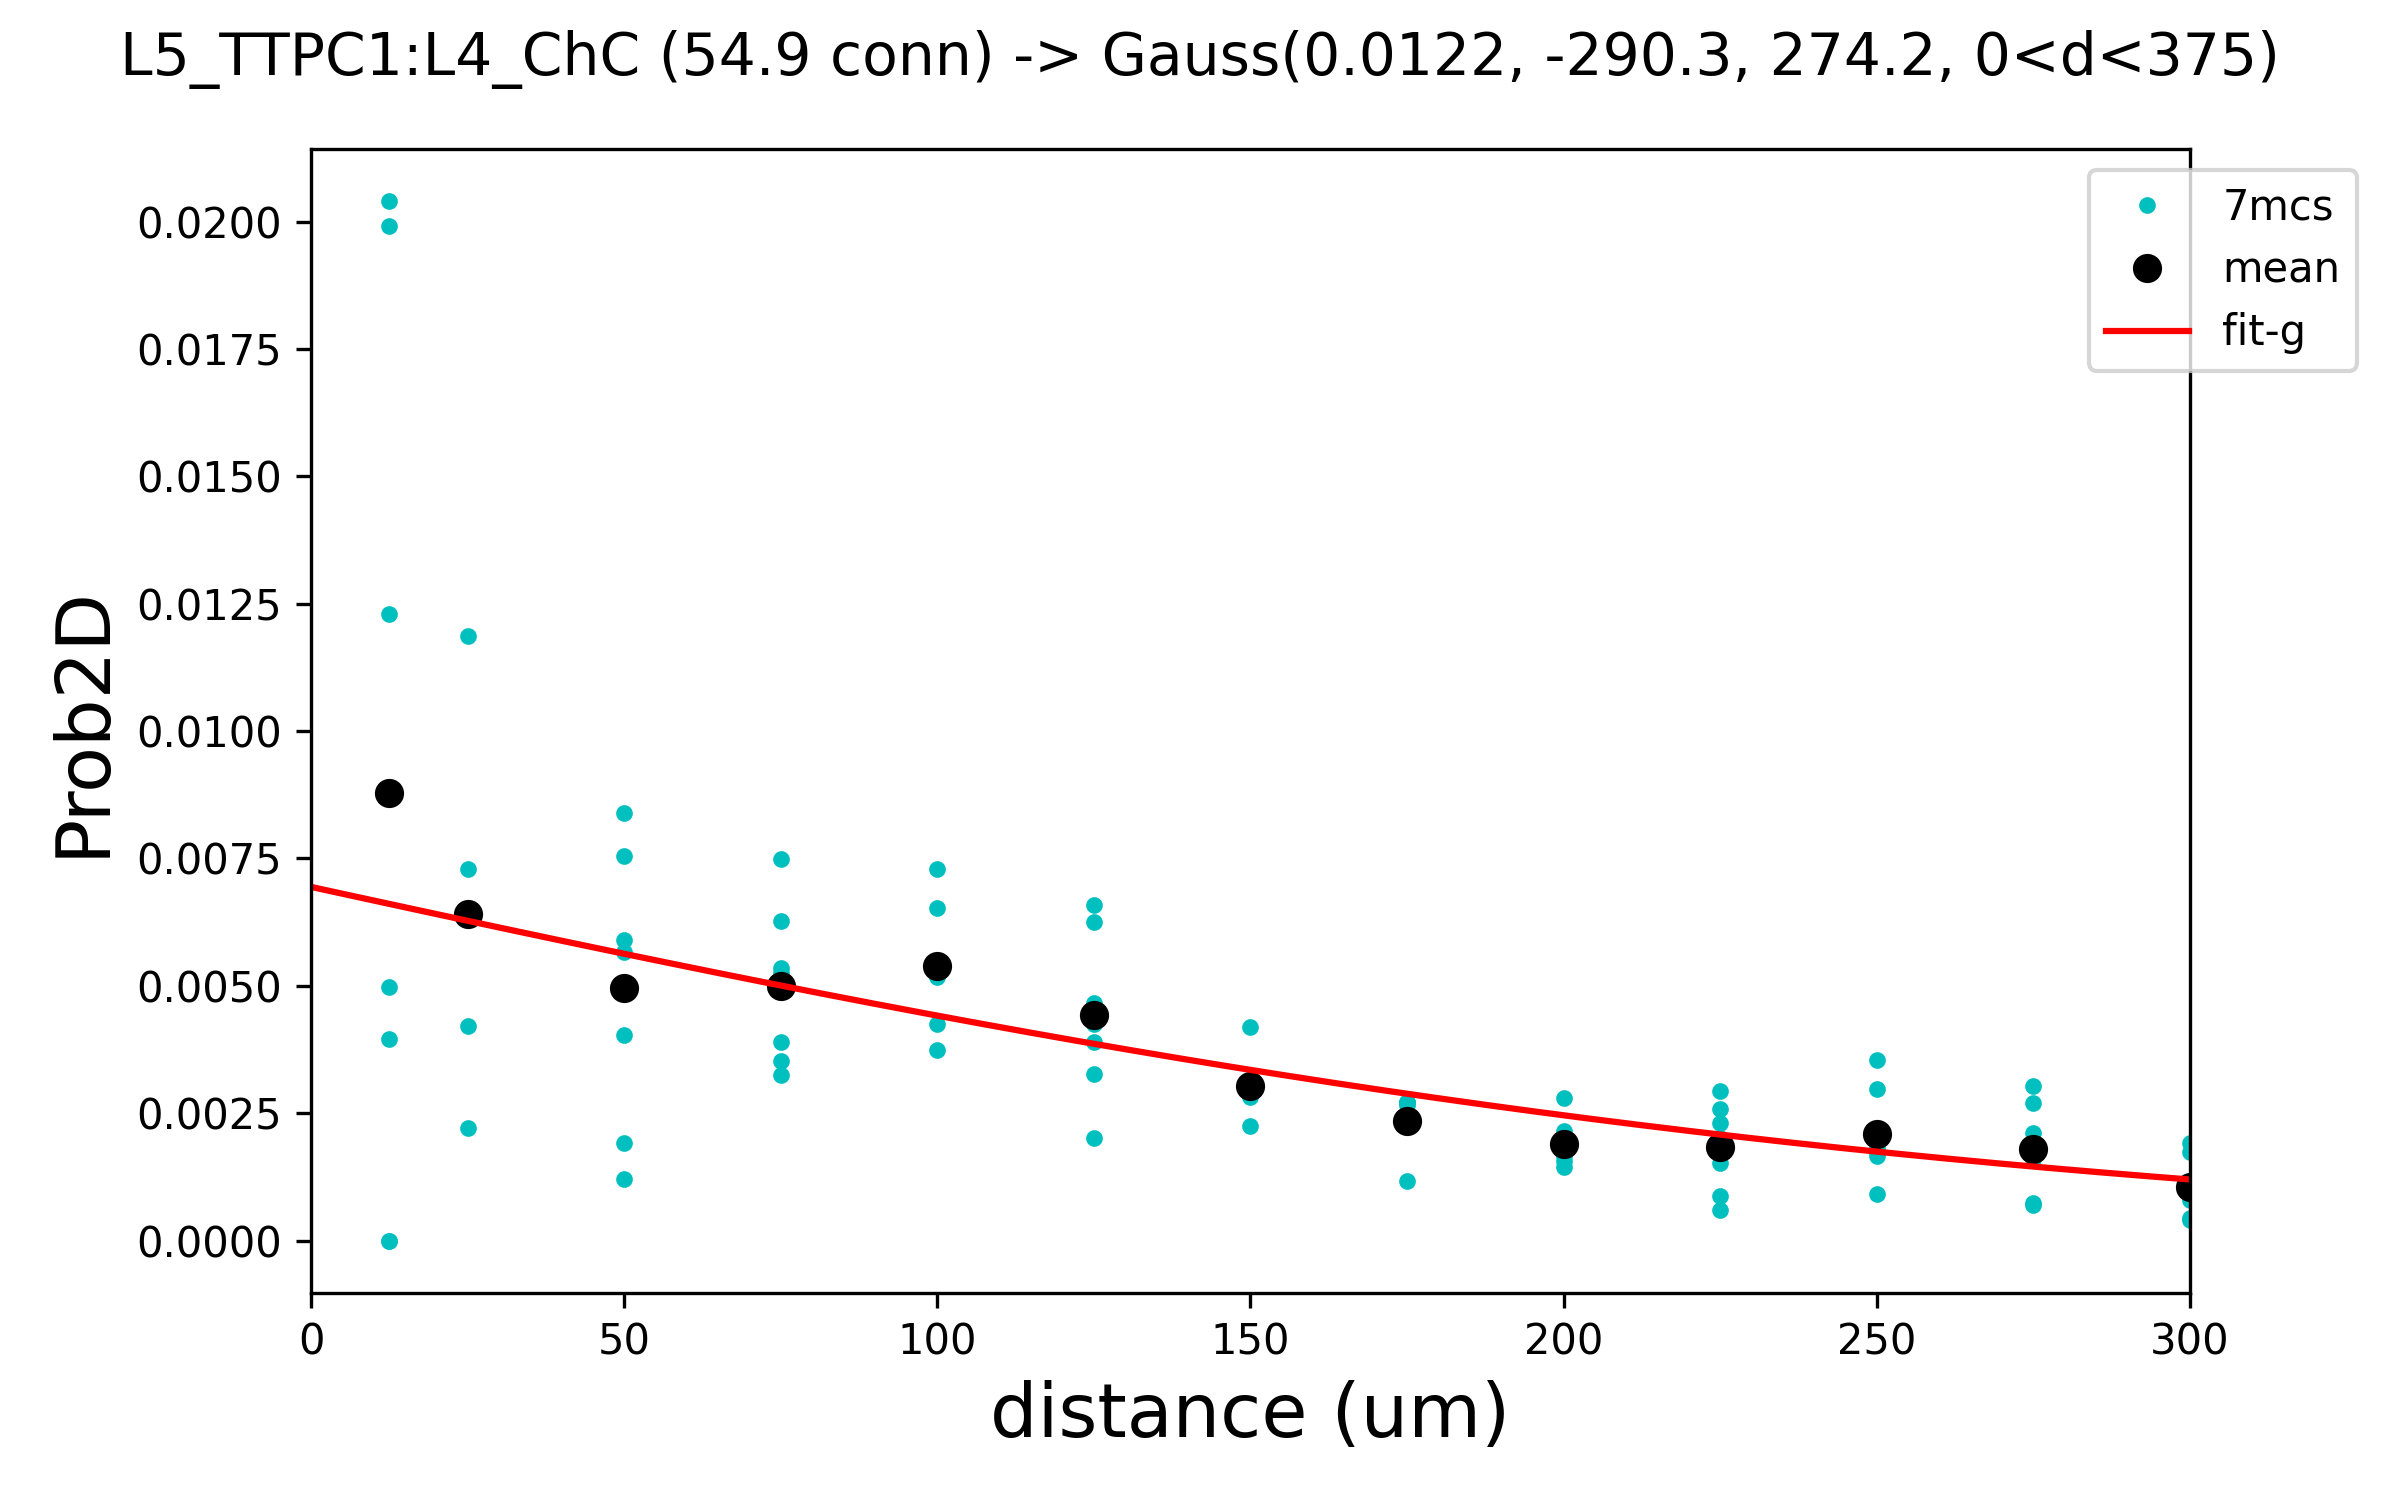 L5_TTPC1:L4_ChC (54.9 conn) -> Gauss(0.0122, -290.3, 274.2, 0<d<375)
7mcs
mean
fit-g
0.0200
0.0175
0.0150
0.0125
0.0100
0.0075
0.0050
0.0025
0.0000
Prob2D
0 50 100 150 200 250 300
distance (um)